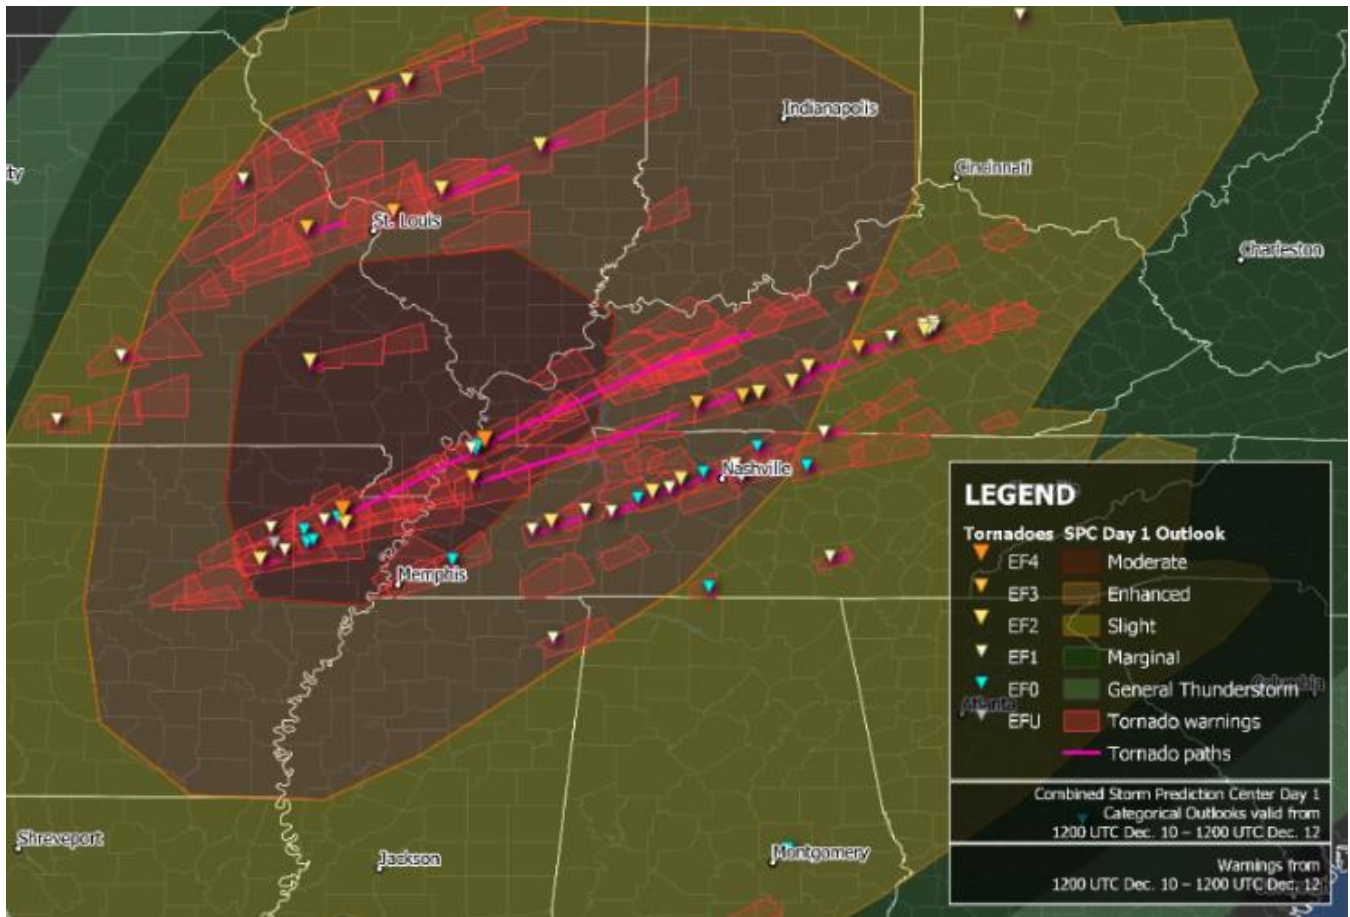 Indianapolis
Cincinnati
ty
St. Louis
Charleston
Nashville
Memphis
LEGEND
Tornadoes SPC Day 1 Outlook
EF4 Moderate
EF3 Enhanced
EF2 Slight
EF1 Marginal
EF0 General Thunderstorm
Columbia
Atlanta
EFU Tornado warnings
Tornado paths
Combined Storm Prediction Center Day 1
Categorical Outlooks valid from
1200 UTC Dec. 10 – 1200 UTC Dec. 12
Shreveport
Jackson
Montgomery
Warnings from
1200 UTC Dec. 10 – 1200 UTC Dec. 12